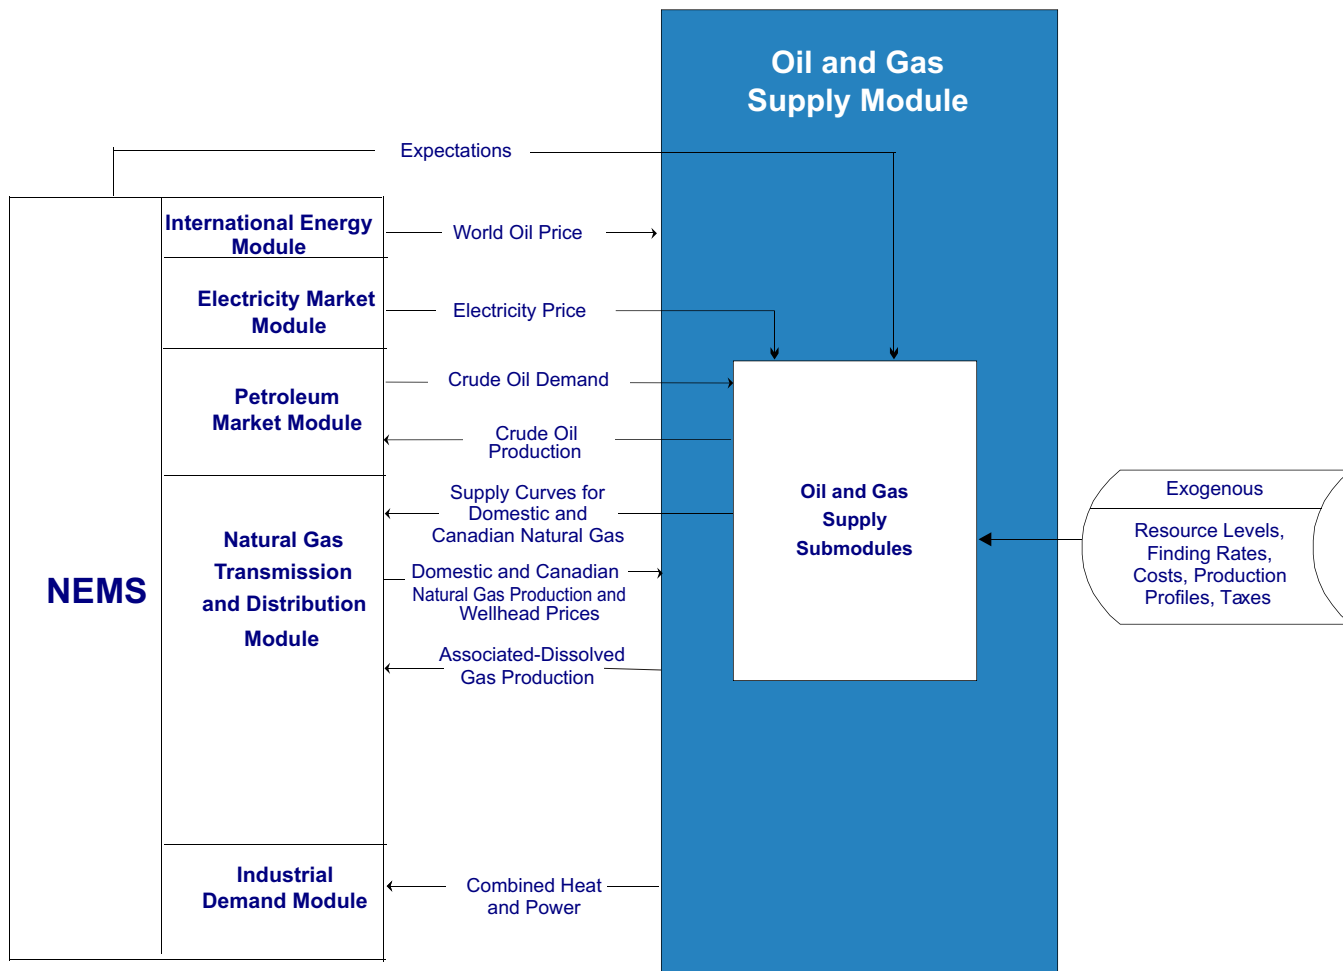 Oil and Gas
Supply Module
Expectations
International Energy
Module
World Oil Price
Electricity Market
Module
Electricity Price
Petroleum
Market Module
Crude Oil Demand
Crude Oil
Production
NEMS
Natural Gas
Transmission
and Distribution
Module
Supply Curves for
Domestic and
Canadian Natural Gas
Domestic and Canadian
Natural Gas Production and
Wellhead Prices
Associated-Dissolved
Gas Production
Industrial
Demand Module
Combined Heat
and Power
Oil and Gas
Supply
Submodules
Exogenous
Resource Levels,
Finding Rates,
Costs, Production
Profiles, Taxes